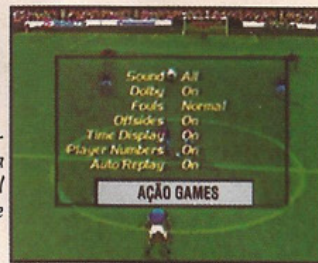 Sound All
Dolby On
Fouls Normal
Offsides On
Time Display On
Player Numbers On
Auto Replay On
AÇÃO GAMES